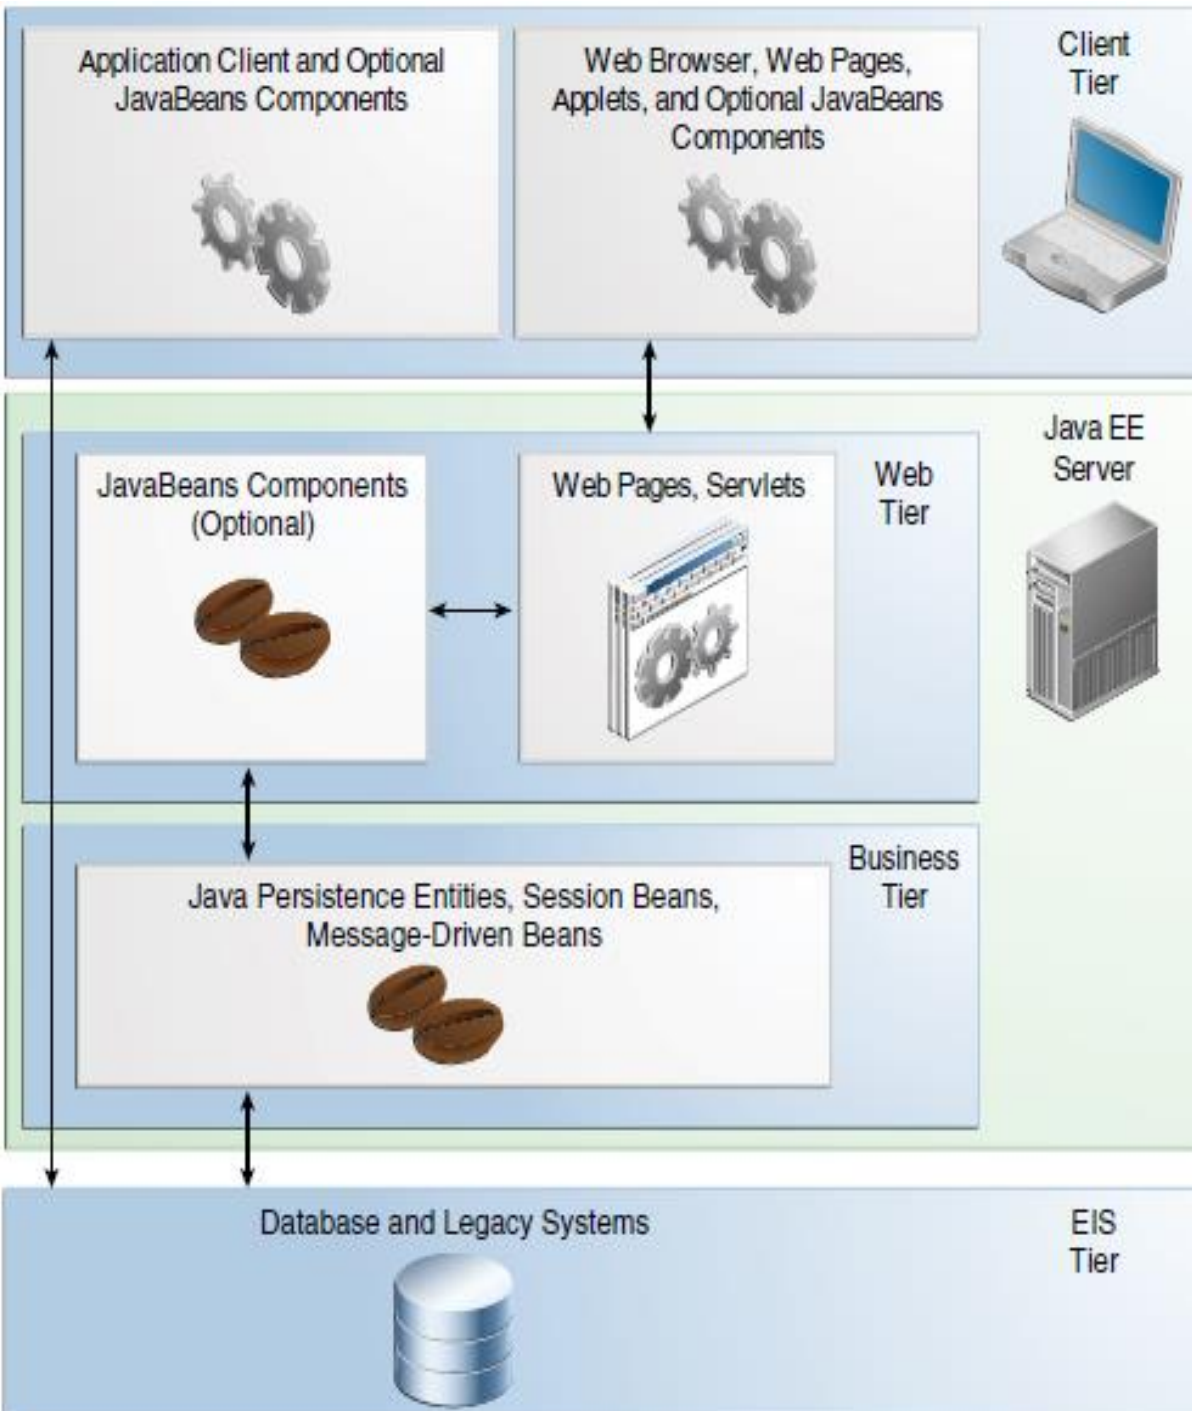 Application Client and Optional
JavaBeans Components
Web Browser, Web Pages,
Applets, and Optional JavaBeans
Components
Client
Tier
Java EE
Server
JavaBeans Components
(Optional)
Web Pages, Servlets
Web
Tier
Java Persistence Entities, Session Beans,
Message-Driven Beans
Business
Tier
Database and Legacy Systems
EIS
Tier